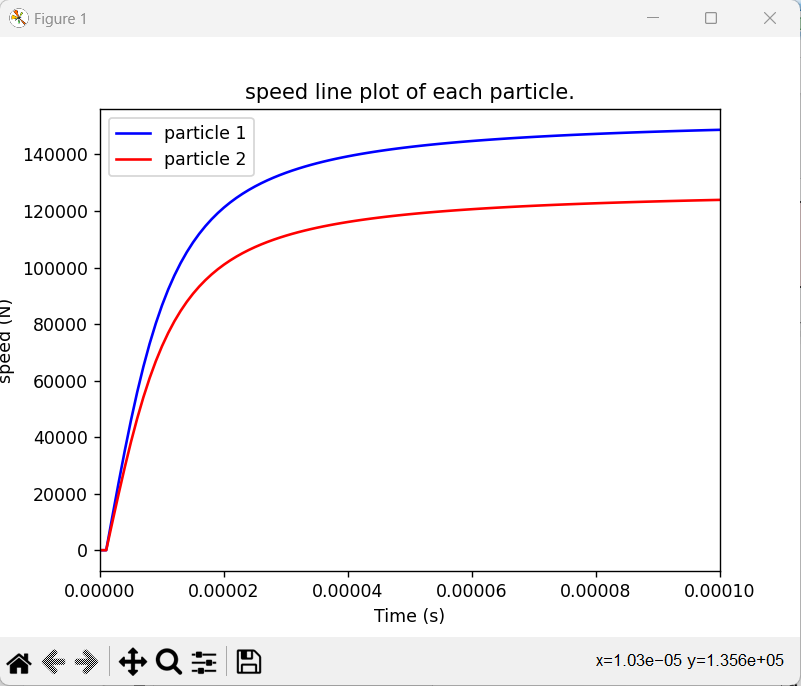 Figure 1
speed line plot of each particle.
particle 1
particle 2
140000
120000
100000
80000
60000
40000
20000
0
speed (N)
0.00000 0.00002 0.00004 0.00006 0.00008 0.00010
Time (s)
x=1.03e−05 y=1.356e+05